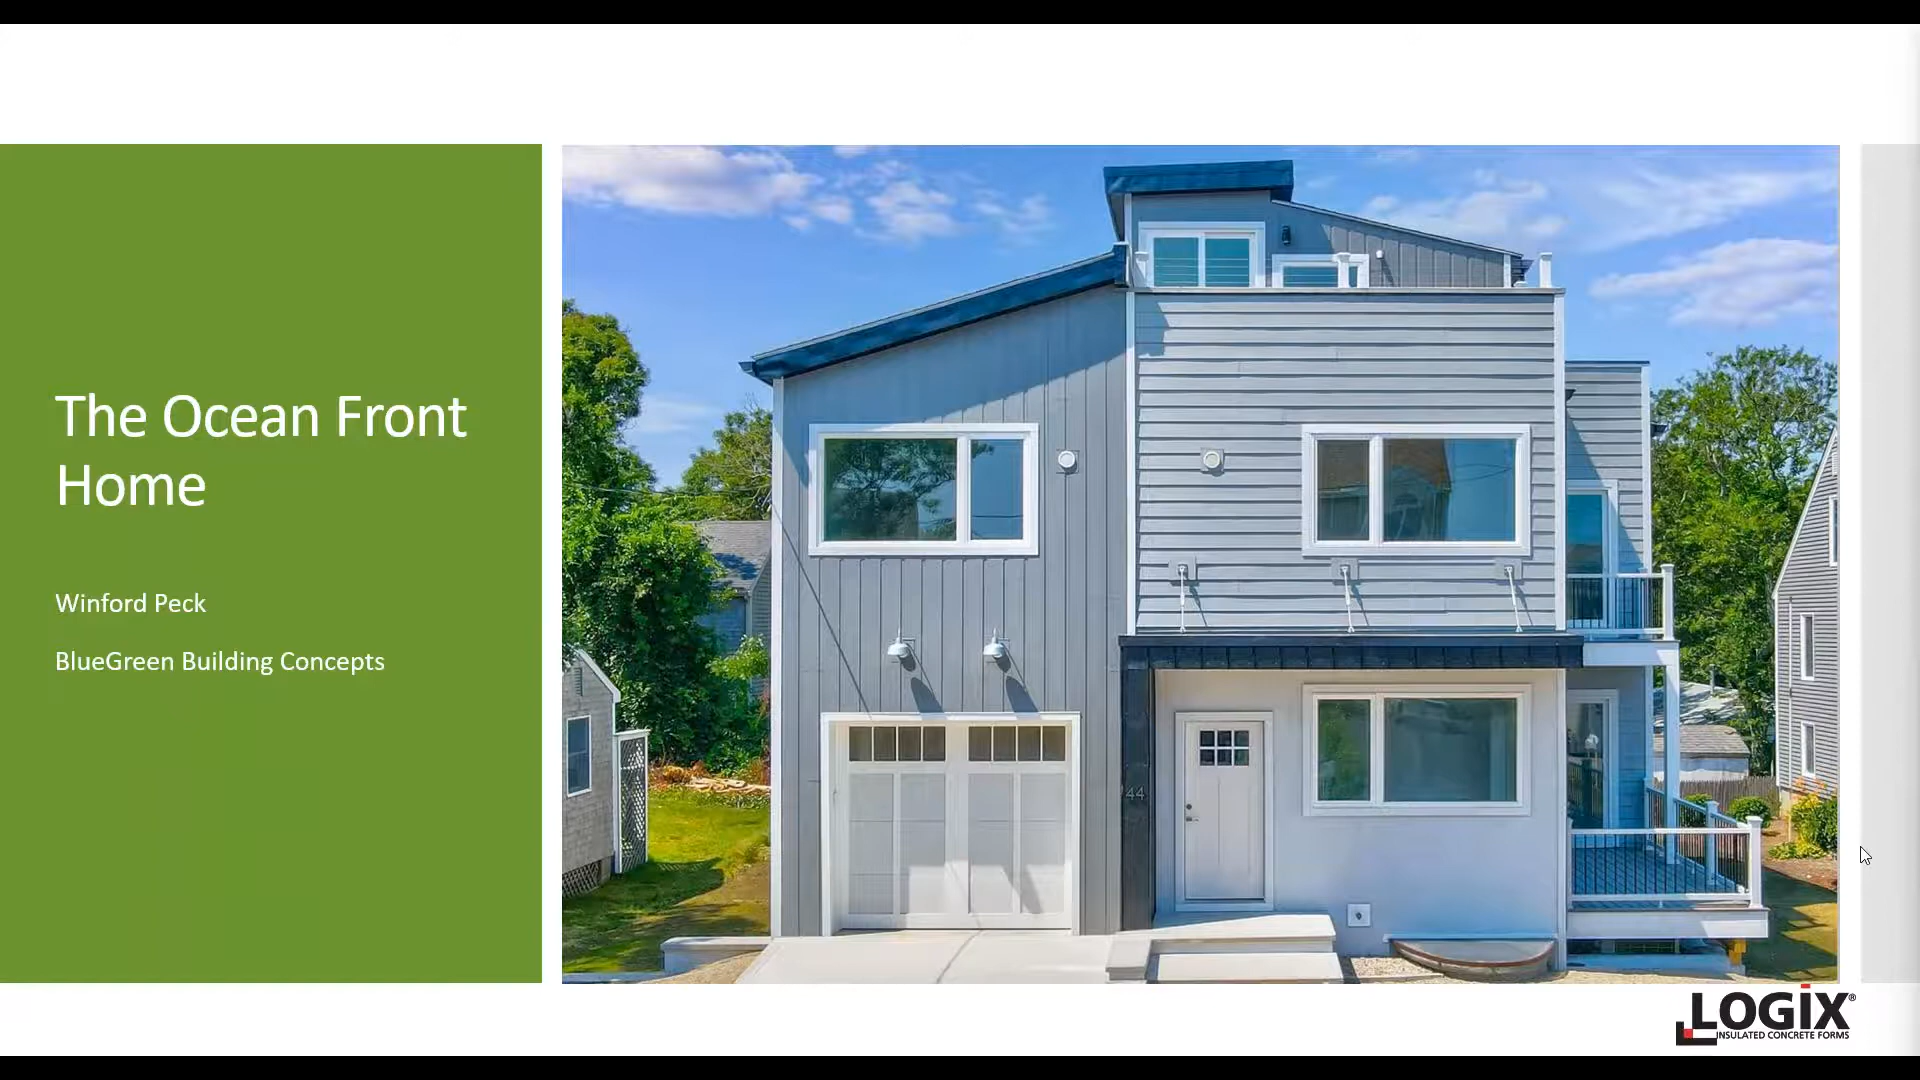 The Ocean Front
Home
Winford Peck
BlueGreen Building Concepts
44
LOGIX®
INSULATED CONCRETE FORMS